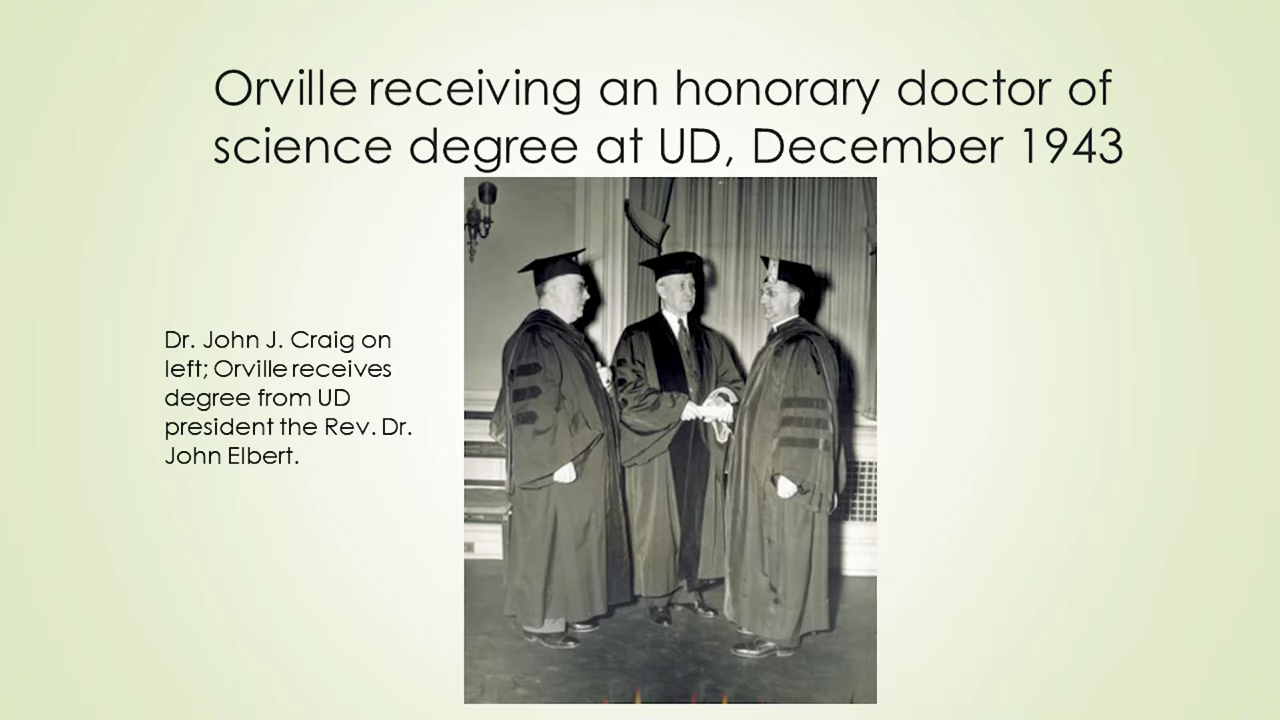 Orville receiving an honorary doctor of
science degree at UD, December 1943
Dr. John J. Craig on
left; Orville receives
degree from UD
president the Rev. Dr.
John Elbert.